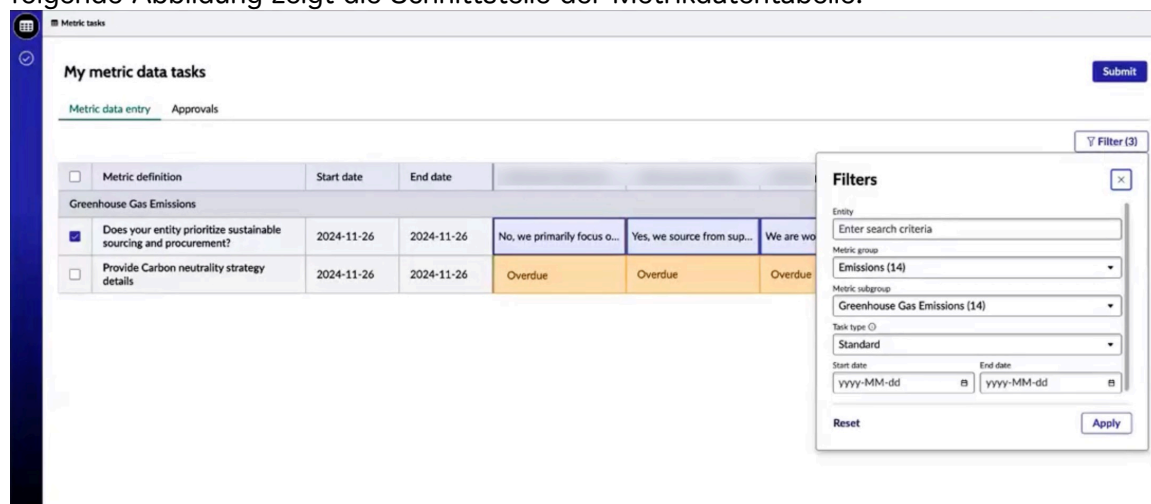 folgende Abbildung zeigt die Schnittstelle der Metrikdatentabelle.
Metric tasks
My metric data tasks
Submit
Metric data entry Approvals
Filter (3)
Metric definition Start date End date
Greenhouse Gas Emissions
Does your entity prioritize sustainable
sourcing and procurement?
2024-11-26 2024-11-26 No, we primarily focus o... Yes, we source from sup... We are wo
Provide Carbon neutrality strategy
details
2024-11-26 2024-11-26 Overdue Overdue Overdue
Filters
Entity
Enter search criteria
Metric group
Emissions (14)
Metric subgroup
Greenhouse Gas Emissions (14)
Task type
Standard
Start date End date
yyyy-MM-dd yyyy-MM-dd
Reset Apply